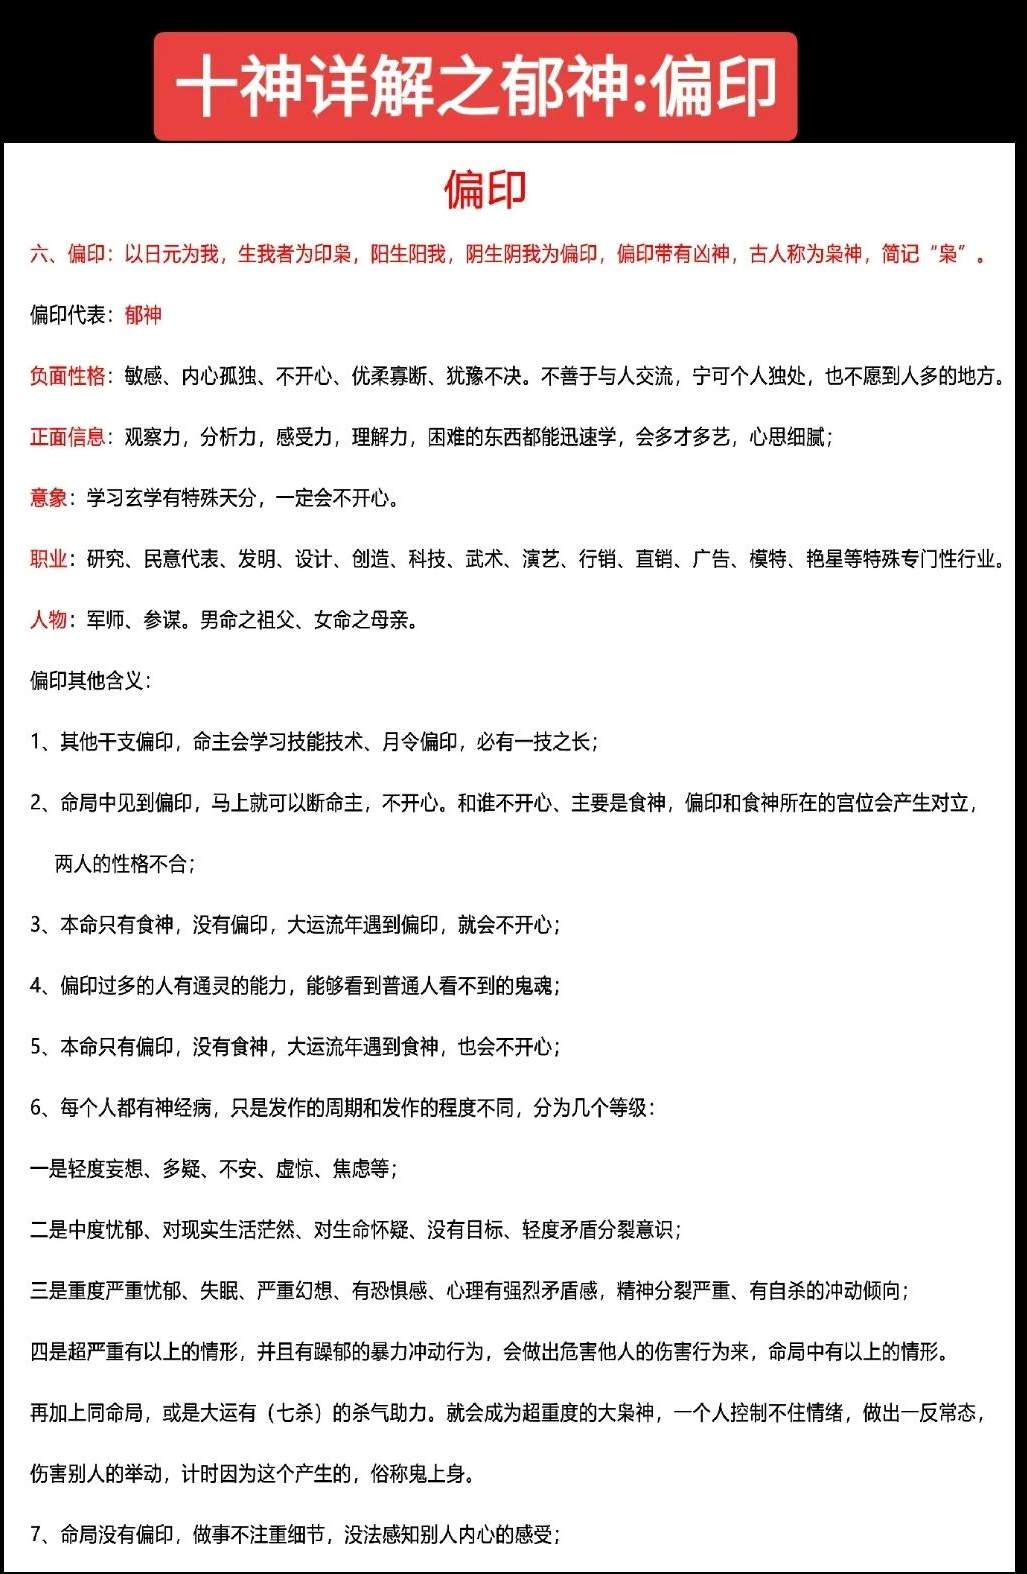 十神详解之郁神:偏印
偏印
六、偏印：以日元为我，生我者为印枭，阳生阳我，阴生阴我为偏印，偏印带有凶神，古人称为枭神，简记“枭”。
偏印代表：郁神
负面性格：敏感、内心孤独、不开心、优柔寡断、犹豫不决。不善于与人交流，宁可个人独处，也不愿到人多的地方。
正面信息：观察力，分析力，感受力，理解力，困难的东西都能迅速学，会多才多艺，心思细腻；
意象：学习玄学有特殊天分，一定会不开心。
职业：研究、民意代表、发明、设计、创造、科技、武术、演艺、行销、直销、广告、模特、艳星等特殊专门性行业。
人物：军师、参谋。男命之祖父、女命之母亲。
偏印其他含义：
1、其他干支偏印，命主会学习技能技术、月令偏印，必有一技之长；
2、命局中见到偏印，马上就可以断命主，不开心。和谁不开心、主要是食神，偏印和食神所在的宫位会产生对立，
两人的性格不合；
3、本命只有食神，没有偏印，大运流年遇到偏印，就会不开心；
4、偏印过多的人有通灵的能力，能够看到普通人看不到的鬼魂；
5、本命只有偏印，没有食神，大运流年遇到食神，也会不开心；
6、每个人都有神经病，只是发作的周期和发作的程度不同，分为几个等级：
一是轻度妄想、多疑、不安、虚惊、焦虑等；
二是中度忧郁、对现实生活茫然、对生命怀疑、没有目标、轻度矛盾分裂意识；
三是重度严重忧郁、失眠、严重幻想、有恐惧感、心理有强烈矛盾感，精神分裂严重、有自杀的冲动倾向；
四是超严重有以上的情形，并且有躁郁的暴力冲动行为，会做出危害他人的伤害行为来，命局中有以上的情形。
再加上同命局，或是大运有（七杀）的杀气助力。就会成为超重度的大枭神，一个人控制不住情绪，做出一反常态，
伤害别人的举动，计时因为这个产生的，俗称鬼上身。
7、命局没有偏印，做事不注重细节，没法感知别人内心的感受；